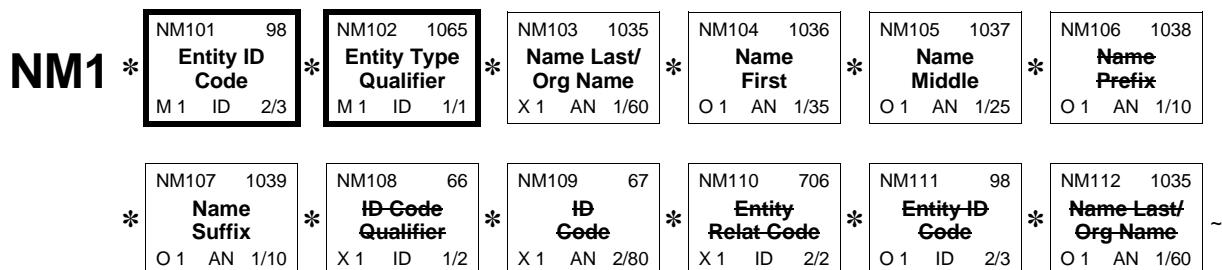 NM101 98 NM102 1065 NM103 1035 NM104 1036 NM105 1037 NM106 1038
NM1 * Entity ID * Entity Type * Name Last/ * Name * Name * Name
Code Qualifier Org Name First Middle Prefix
M 1 ID 2/3 M 1 ID 1/1 X 1 AN 1/60 O 1 AN 1/35 O 1 AN 1/25 O 1 AN 1/10
NM107 1039 NM108 66 NM109 67 NM110 706 NM111 98 NM112 1035
* Name * ID Code * ID * Entity * Entity ID * Name Last/ ~
Suffix Qualifier Code Relat Code Code Org Name
O 1 AN 1/10 X 1 ID 1/2 X 1 AN 2/80 X 1 ID 2/2 O 1 ID 2/3 O 1 AN 1/60